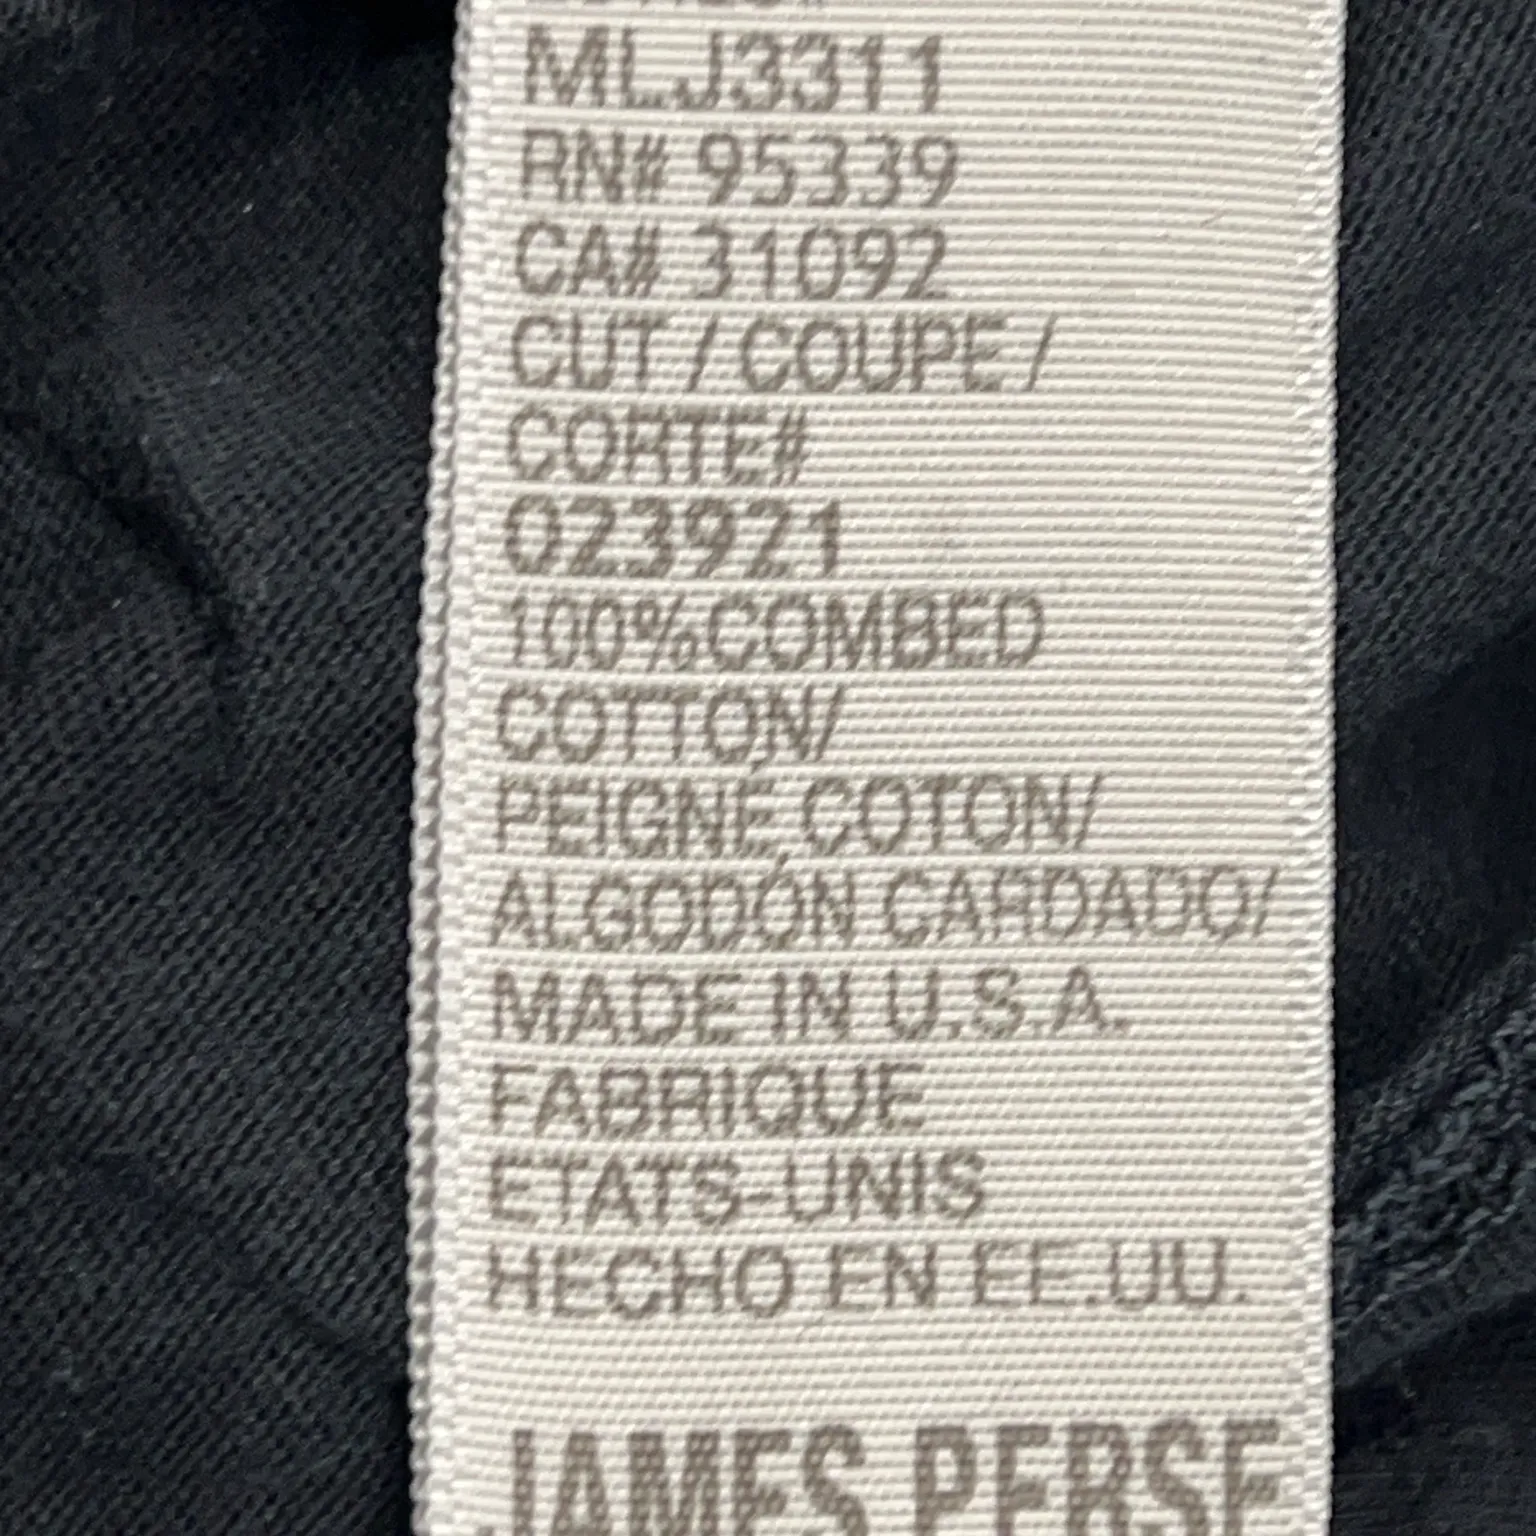 MLJ3311
RN# 95339
CA# 31092
CUT / COUPE /
CORTE#
023921
100%COMBED
COTTON/
PEIGNÉ COTON/
ALGODÓN CARDADO/
MADE IN U.S.A.
FABRIQUE
ETATS-UNIS
HECHO EN EE.UU.
JAMES PERSE